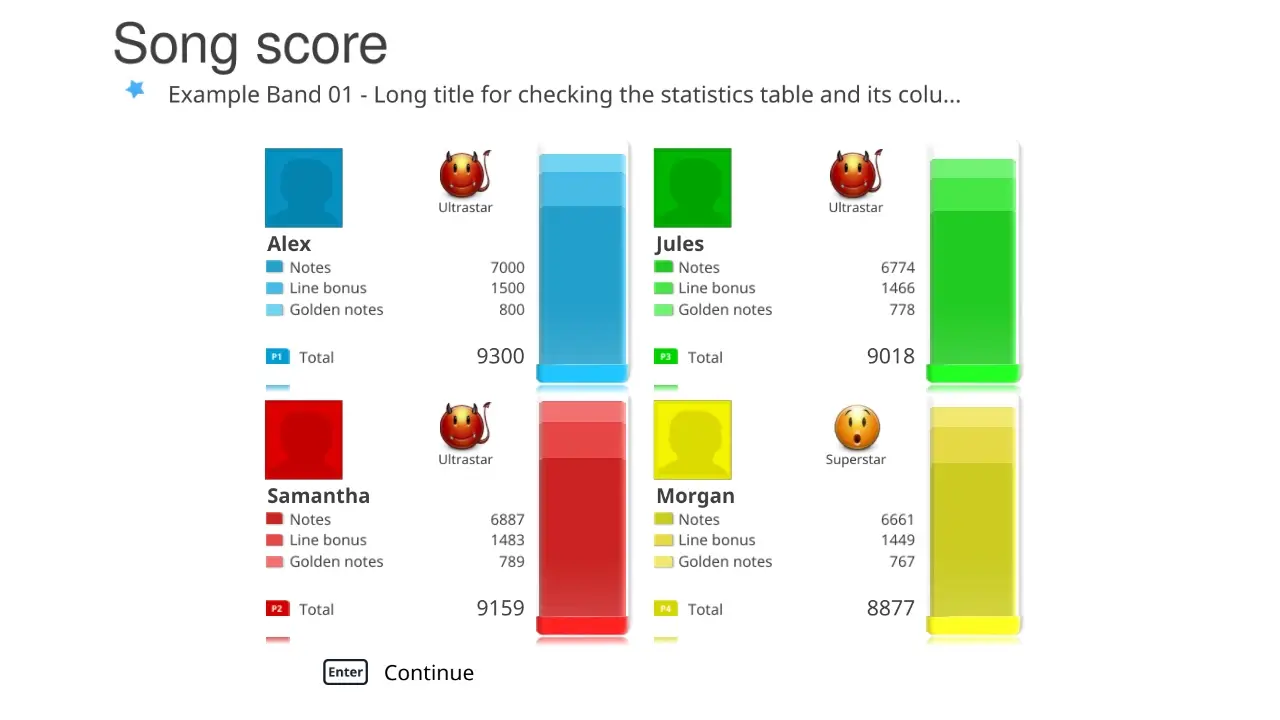 Song score
Example Band 01 - Long title for checking the statistics table and its colu...
Ultrastar
Alex
Notes 7000
Line bonus 1500
Golden notes 800
P1 Total 9300
Ultrastar
Jules
Notes 6774
Line bonus 1466
Golden notes 778
P3 Total 9018
Ultrastar
Samantha
Notes 6887
Line bonus 1483
Golden notes 789
P2 Total 9159
Superstar
Morgan
Notes 6661
Line bonus 1449
Golden notes 767
P4 Total 8877
Enter Continue